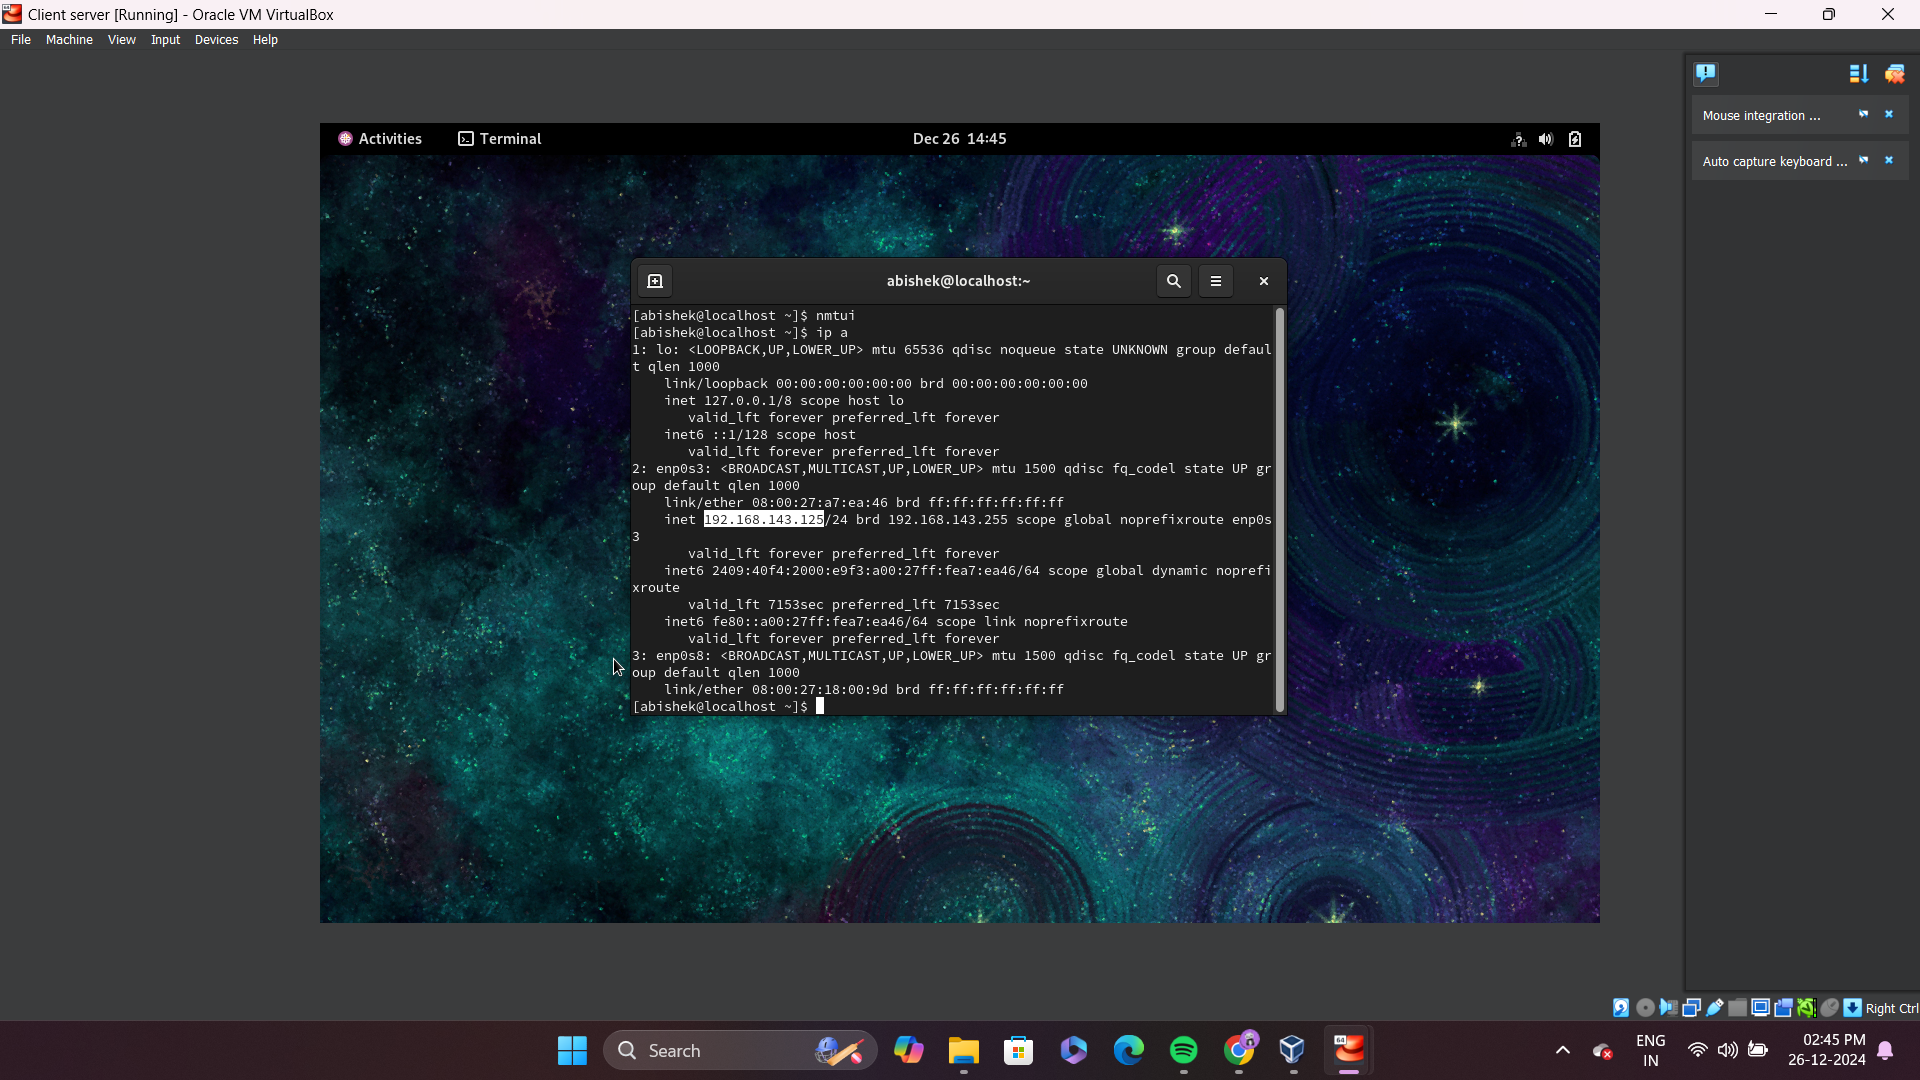 Client server [Running] - Oracle VM VirtualBox
File Machine View Input Devices Help
Mouse integration ...
Auto capture keyboard ...
Activities Terminal Dec 26 14:45
abishek@localhost:~
[abishek@localhost ~]$ nmtui
[abishek@localhost ~]$ ip a
1: lo: <LOOPBACK,UP,LOWER_UP> mtu 65536 qdisc noqueue state UNKNOWN group defaul
t qlen 1000
link/loopback 00:00:00:00:00:00 brd 00:00:00:00:00:00
inet 127.0.0.1/8 scope host lo
valid_lft forever preferred_lft forever
inet6 ::1/128 scope host
valid_lft forever preferred_lft forever
2: enp0s3: <BROADCAST,MULTICAST,UP,LOWER_UP> mtu 1500 qdisc fq_codel state UP gr
oup default qlen 1000
link/ether 08:00:27:a7:ea:46 brd ff:ff:ff:ff:ff:ff
inet 192.168.143.125/24 brd 192.168.143.255 scope global noprefixroute enp0s
3
valid_lft forever preferred_lft forever
inet6 2409:40f4:2000:e9f3:a00:27ff:fea7:ea46/64 scope global dynamic noprefi
xroute
valid_lft 7153sec preferred_lft 7153sec
inet6 fe80::a00:27ff:fea7:ea46/64 scope link noprefixroute
valid_lft forever preferred_lft forever
3: enp0s8: <BROADCAST,MULTICAST,UP,LOWER_UP> mtu 1500 qdisc fq_codel state UP gr
oup default qlen 1000
link/ether 08:00:27:18:00:9d brd ff:ff:ff:ff:ff:ff
[abishek@localhost ~]$
Right Ctrl
Search
ENG
IN
02:45 PM
26-12-2024